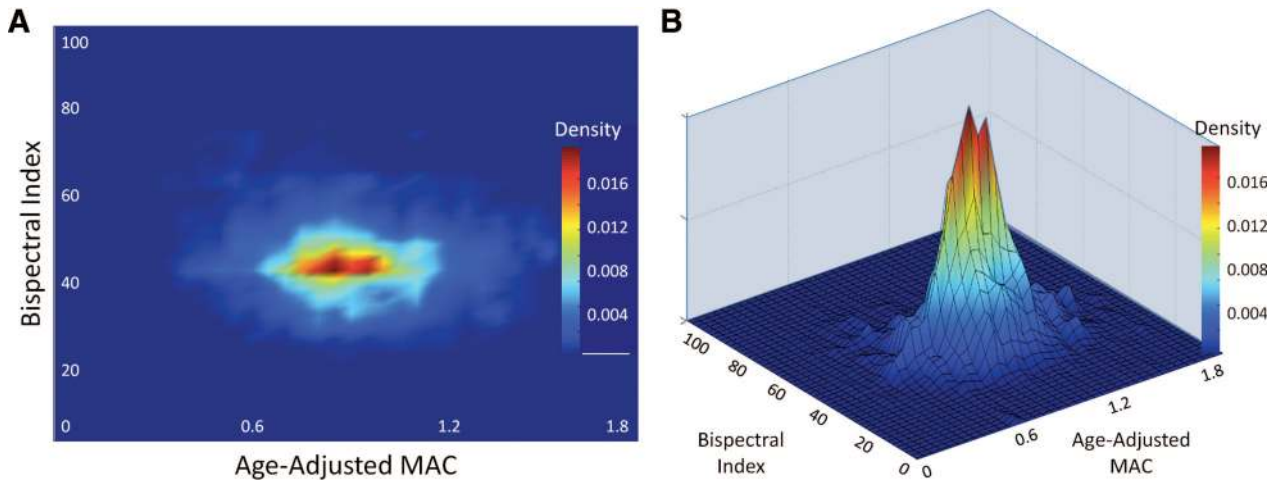 A
100
80
60
40
20
0
0.6
1.2
1.8
Bispectral Index
Age-Adjusted MAC
Density
0.016
0.012
0.008
0.004
B
Density
0.016
0.012
0.008
0.004
100
80
60
40
20
0
0
0.6
1.2
1.8
Bispectral
Index
Age-Adjusted
MAC